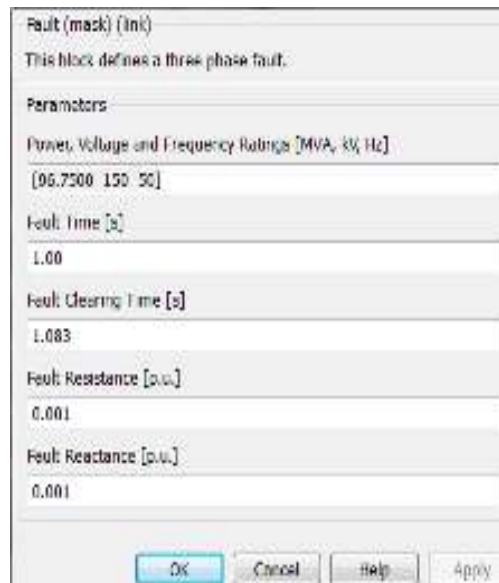 Fault (mask) (link)
This block defines a three phase fault.
Parameters
Power, Voltage and Frequency Ratings [MVA, kV, Hz]
[96.7500 150 50]
Fault Time [s]
1.00
Fault Clearing Time [s]
1.083
Fault Resistance [p.u.]
0.001
Fault Reactance [p.u.]
0.001
OK Cancel Help Apply